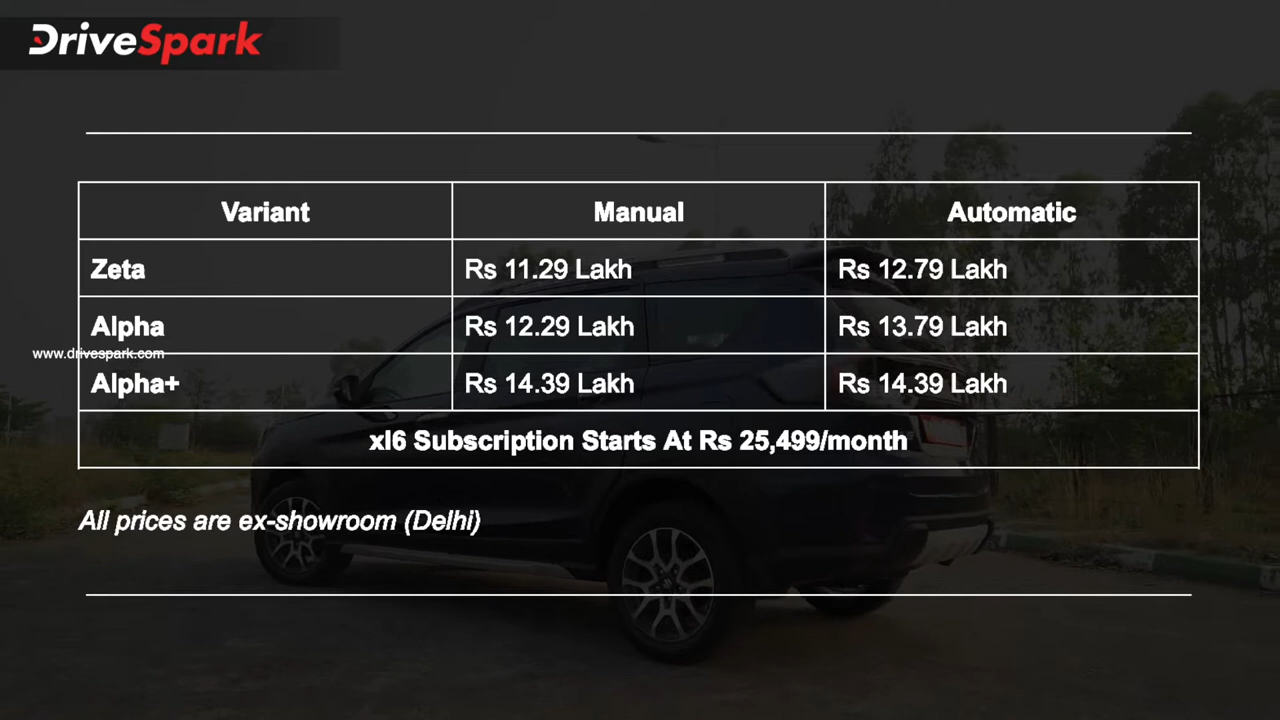 DriveSpark
Variant Manual Automatic
Zeta Rs 11.29 Lakh Rs 12.79 Lakh
Alpha Rs 12.29 Lakh Rs 13.79 Lakh
www.drivespark.com
Alpha+ Rs 14.39 Lakh Rs 14.39 Lakh
xl6 Subscription Starts At Rs 25,499/month
All prices are ex-showroom (Delhi)